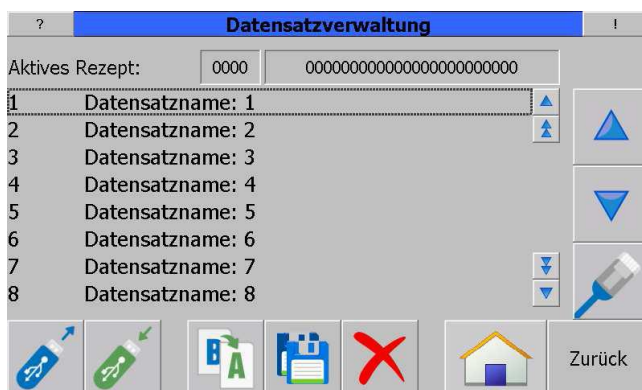 ? Datensatzverwaltung !
Aktives Rezept: 0000 000000000000000000000000
1 Datensatzname: 1
2 Datensatzname: 2
3 Datensatzname: 3
4 Datensatzname: 4
5 Datensatzname: 5
6 Datensatzname: 6
7 Datensatzname: 7
8 Datensatzname: 8
B A
Zurück